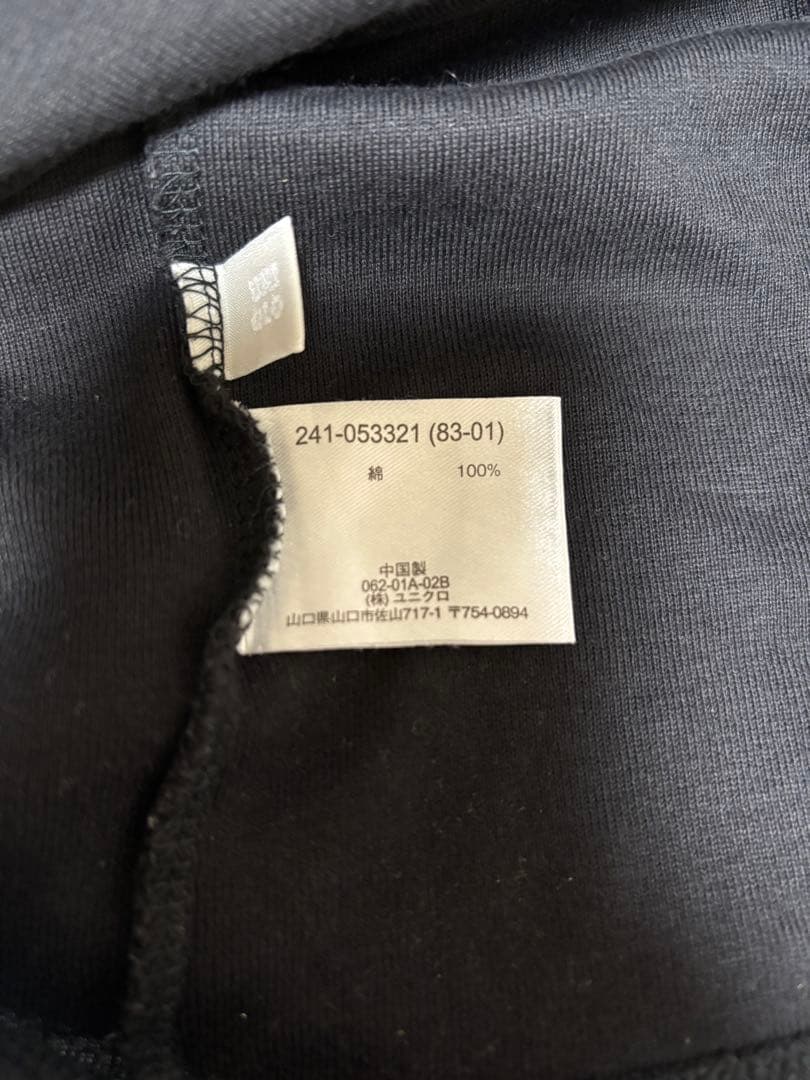 241-053321 (83-01)
綿 100%
中国製
062-01A-02B
(株) ユニクロ
山口県山口市佐山717-1 〒754-0894